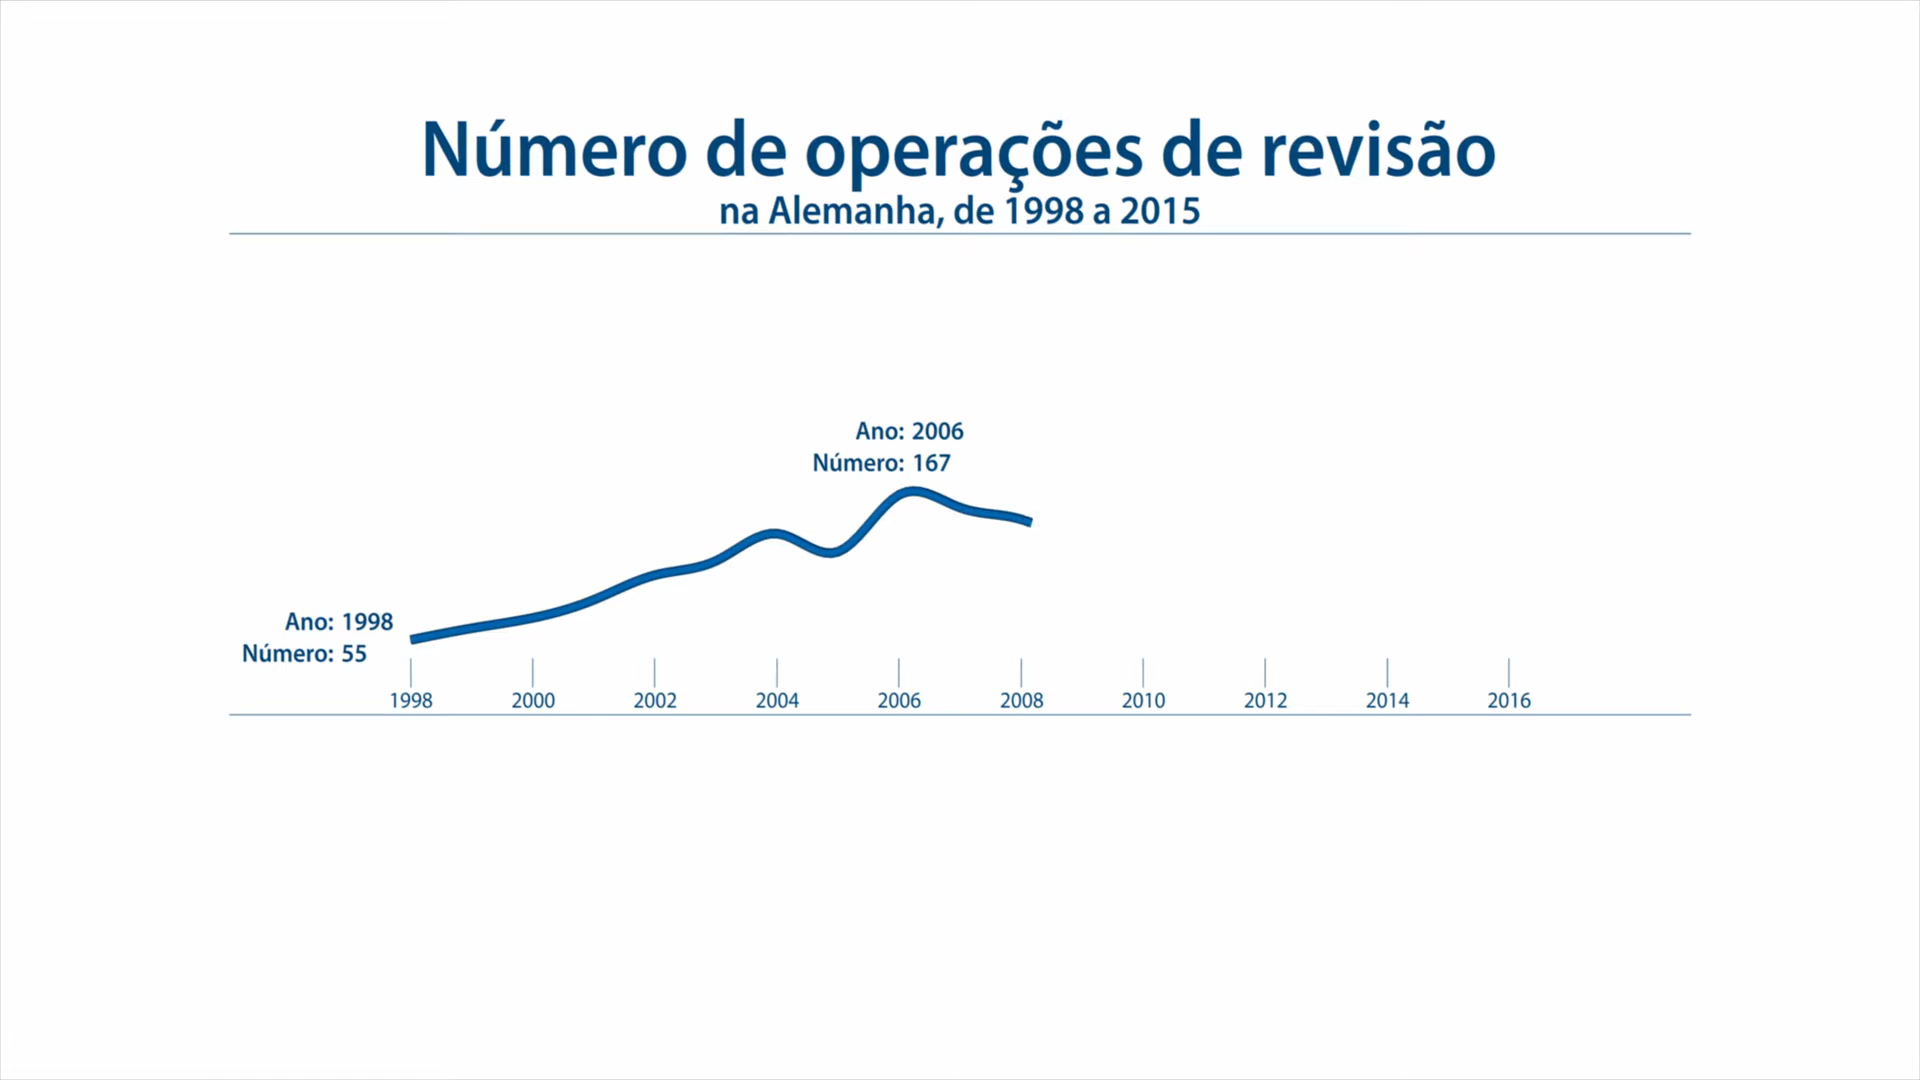 Número de operações de revisão
na Alemanha, de 1998 a 2015
Ano: 2006
Número: 167
Ano: 1998
Número: 55
1998 2000 2002 2004 2006 2008 2010 2012 2014 2016